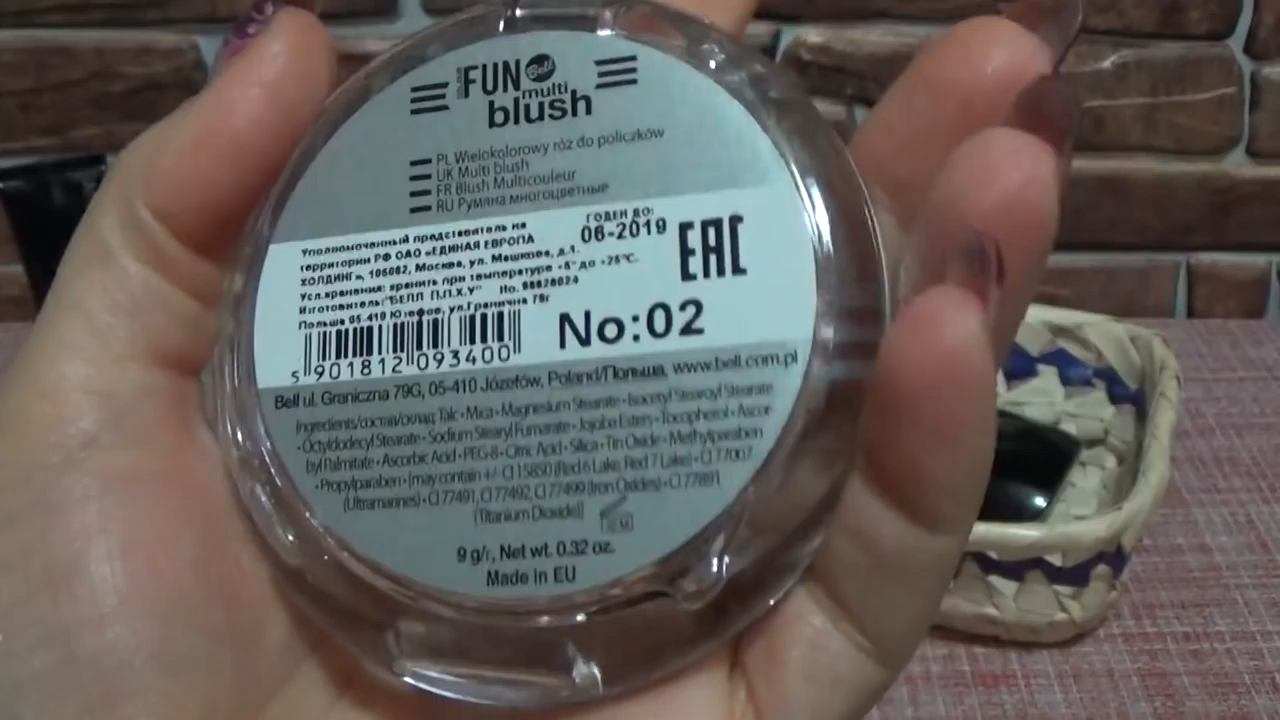 FUN Bell
multi
blush
PL Wielokolorowy róż do policzków
UK Multi blush
FR Blush Multicouleur
RU Румяна многоцветные
Уполномоченный представитель на
территории РФ ОАО «ЕДИНАЯ ЕВРОПА
ХОЛДИНГ», 105082, Москва, ул.
Усл.хранения: хранить при температуре +5° до +25°С.
Изготовитель:"БЕЛЛ П.П.Х.У"
Польша 05-410 Юзефов, ул.Гранична 79г
ГОДЕН ДО:
06-2019
EAC
No:02
5 901812 093400
Bell ul. Graniczna 79G, 05-410 Józefów, Poland/Польша, www.bell.com.pl
Ingredients/состав/oкład: Talc • Mica • Magnesium Stearate • Isocetyl Stearoyl Stearate
• Octyldodecyl Stearate • Sodium Stearyl Fumarate • Jojoba Esters • Tocopherol • Ascor-
byl Palmitate • Ascorbic Acid • PEG-8 • Citric Acid • Silica • Tin Oxide • Methylparaben
• Propylparaben • [may contain +/- CI 15850 (Red 6 Lake, Red 7 Lake) • CI 77007
(Ultramarines) • CI 77491, CI 77492, CI 77499 (Iron Oxides) • CI 77891
(Titanium Dioxide)]
9 g/г, Net wt. 0.32 oz.
Made in EU